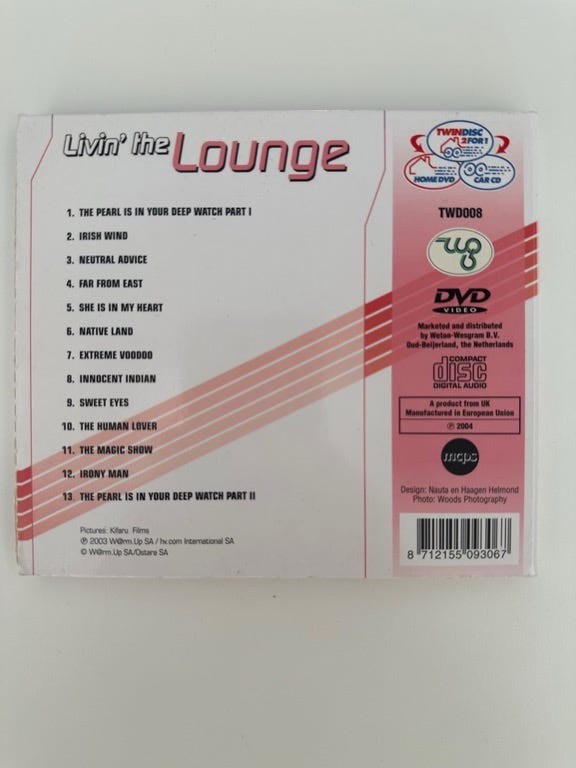 Livin' the Lounge
1. THE PEARL IS IN YOUR DEEP WATCH PART I
2. IRISH WIND
3. NEUTRAL ADVICE
4. FAR FROM EAST
5. SHE IS IN MY HEART
6. NATIVE LAND
7. EXTREME VOODOO
8. INNOCENT INDIAN
9. SWEET EYES
10. THE HUMAN LOVER
11. THE MAGIC SHOW
12. IRONY MAN
13. THE PEARL IS IN YOUR DEEP WATCH PART II
Pictures: Kifaru Films
℗ 2003 W@rm.Up SA / hv.com International SA
© W@rm.Up SA/Ostara SA
TWINDISC
2 FOR 1
HOME DVD
CAR CD
TWD008
DVD
VIDEO
Marketed and distributed
by Weton-Wesgram B.V.
Oud-Beijerland, the Netherlands
COMPACT
disc
DIGITAL AUDIO
A product from UK
Manufactured in European Union
℗ 2004
mcps
Design: Nauta en Haagen Helmond
Photo: Woods Photography
8 712155 093067